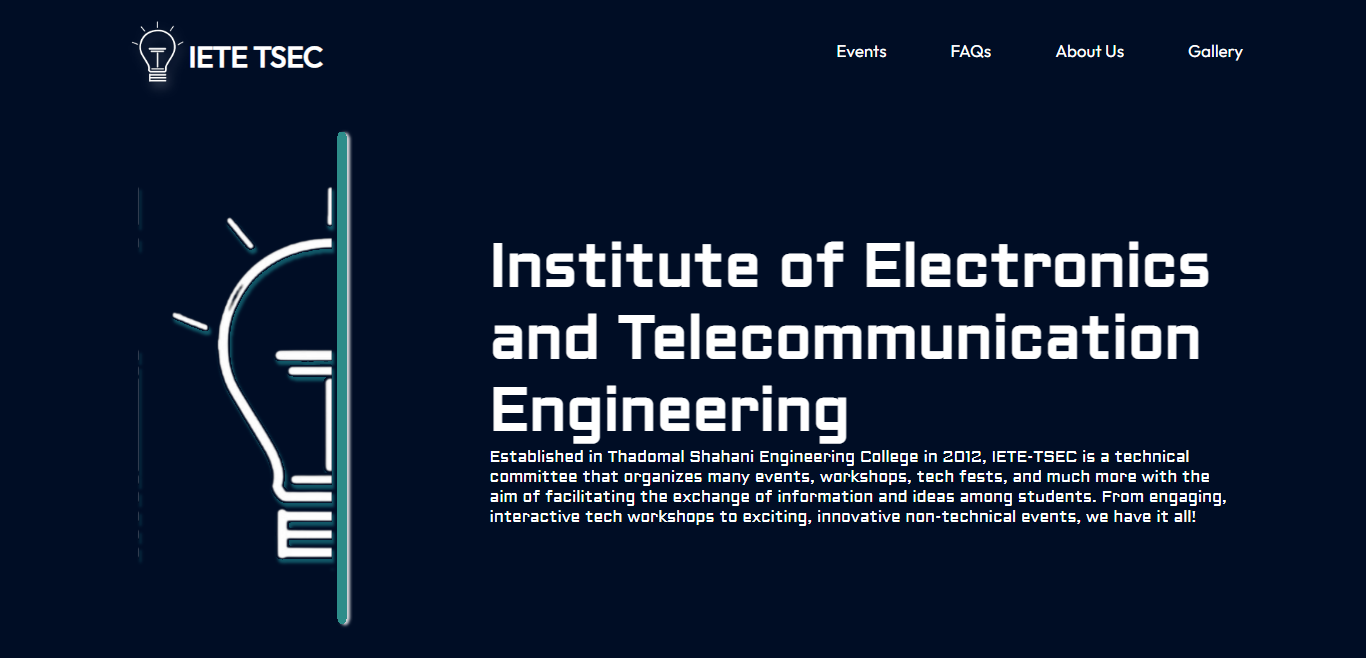 IETE TSEC
Events FAQs About Us Gallery
Institute of Electronics
and Telecommunication
Engineering
Established in Thadomal Shahani Engineering College in 2012, IETE-TSEC is a technical
committee that organizes many events, workshops, tech fests, and much more with the
aim of facilitating the exchange of information and ideas among students. From engaging,
interactive tech workshops to exciting, innovative non-technical events, we have it all!